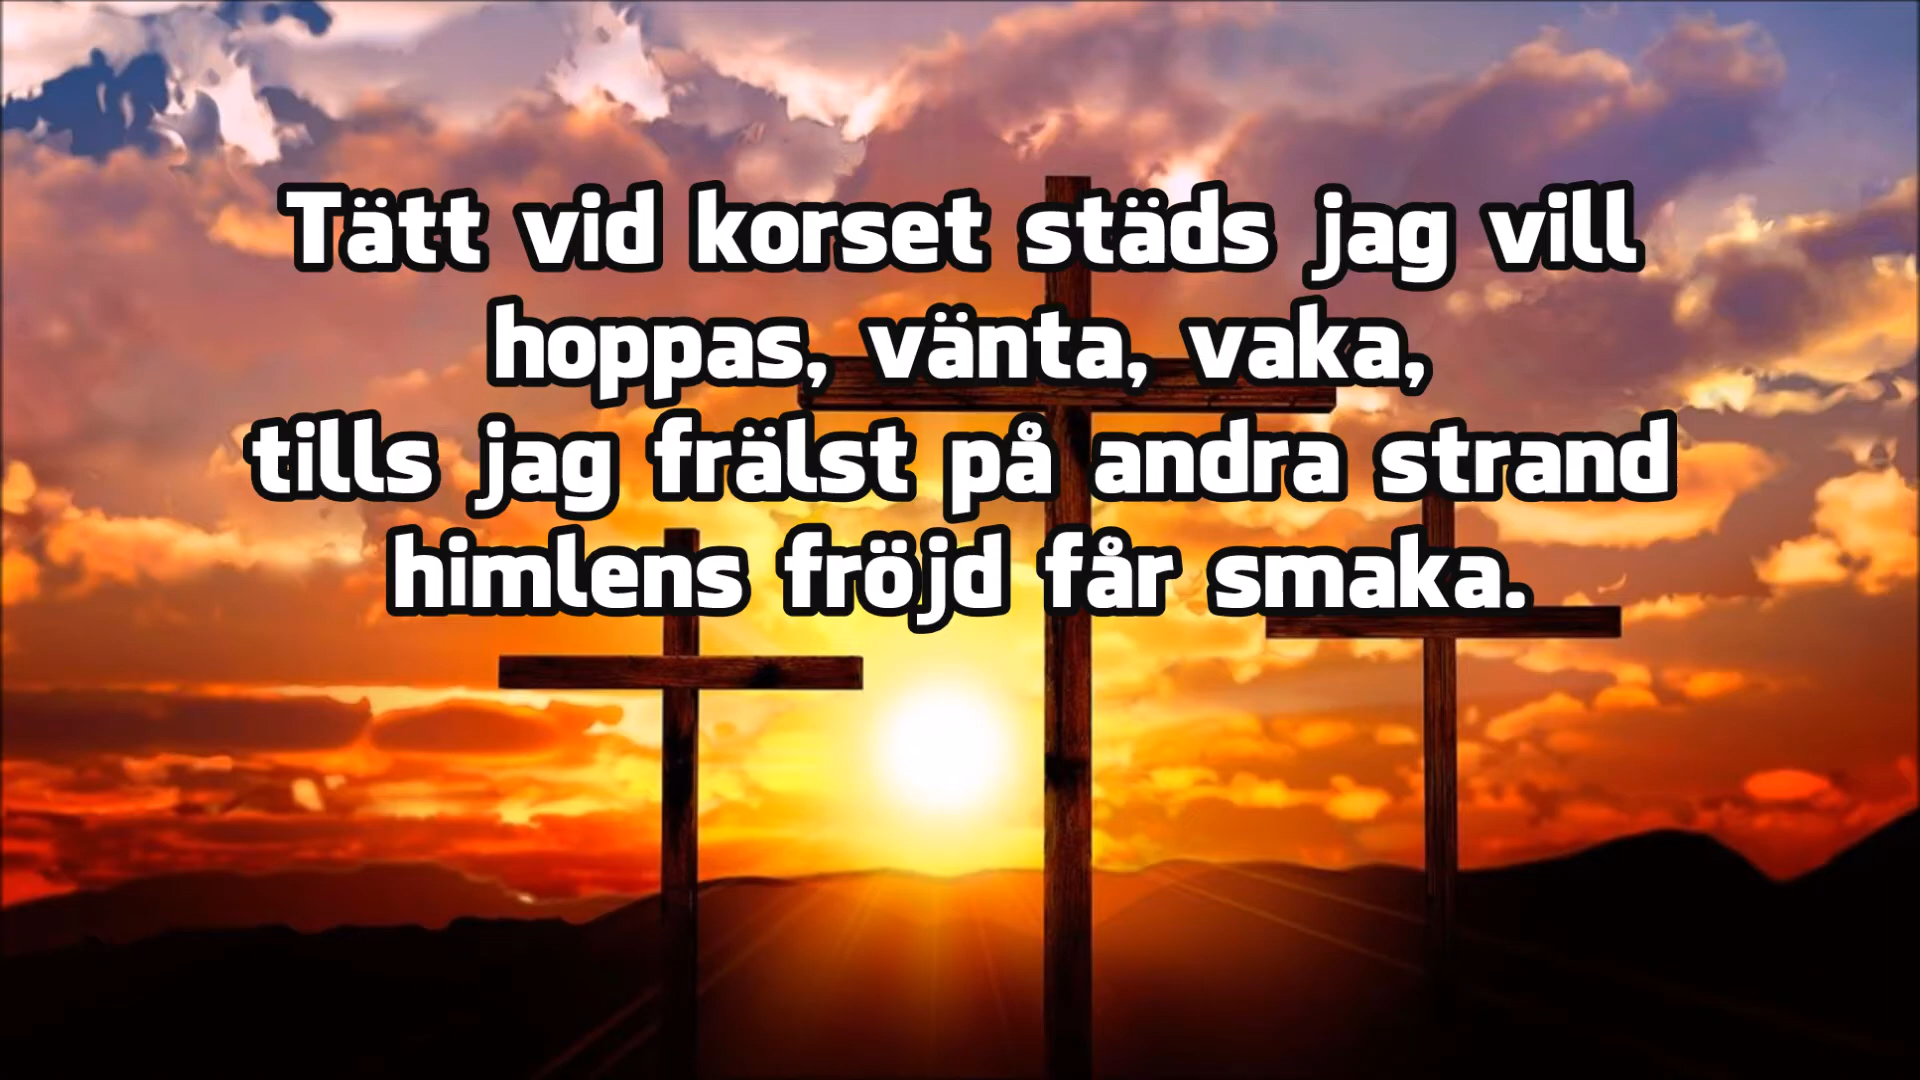 Tätt vid korset städs jag vill
hoppas, vänta, vaka,
tills jag frälst på andra strand
himlens fröjd får smaka.